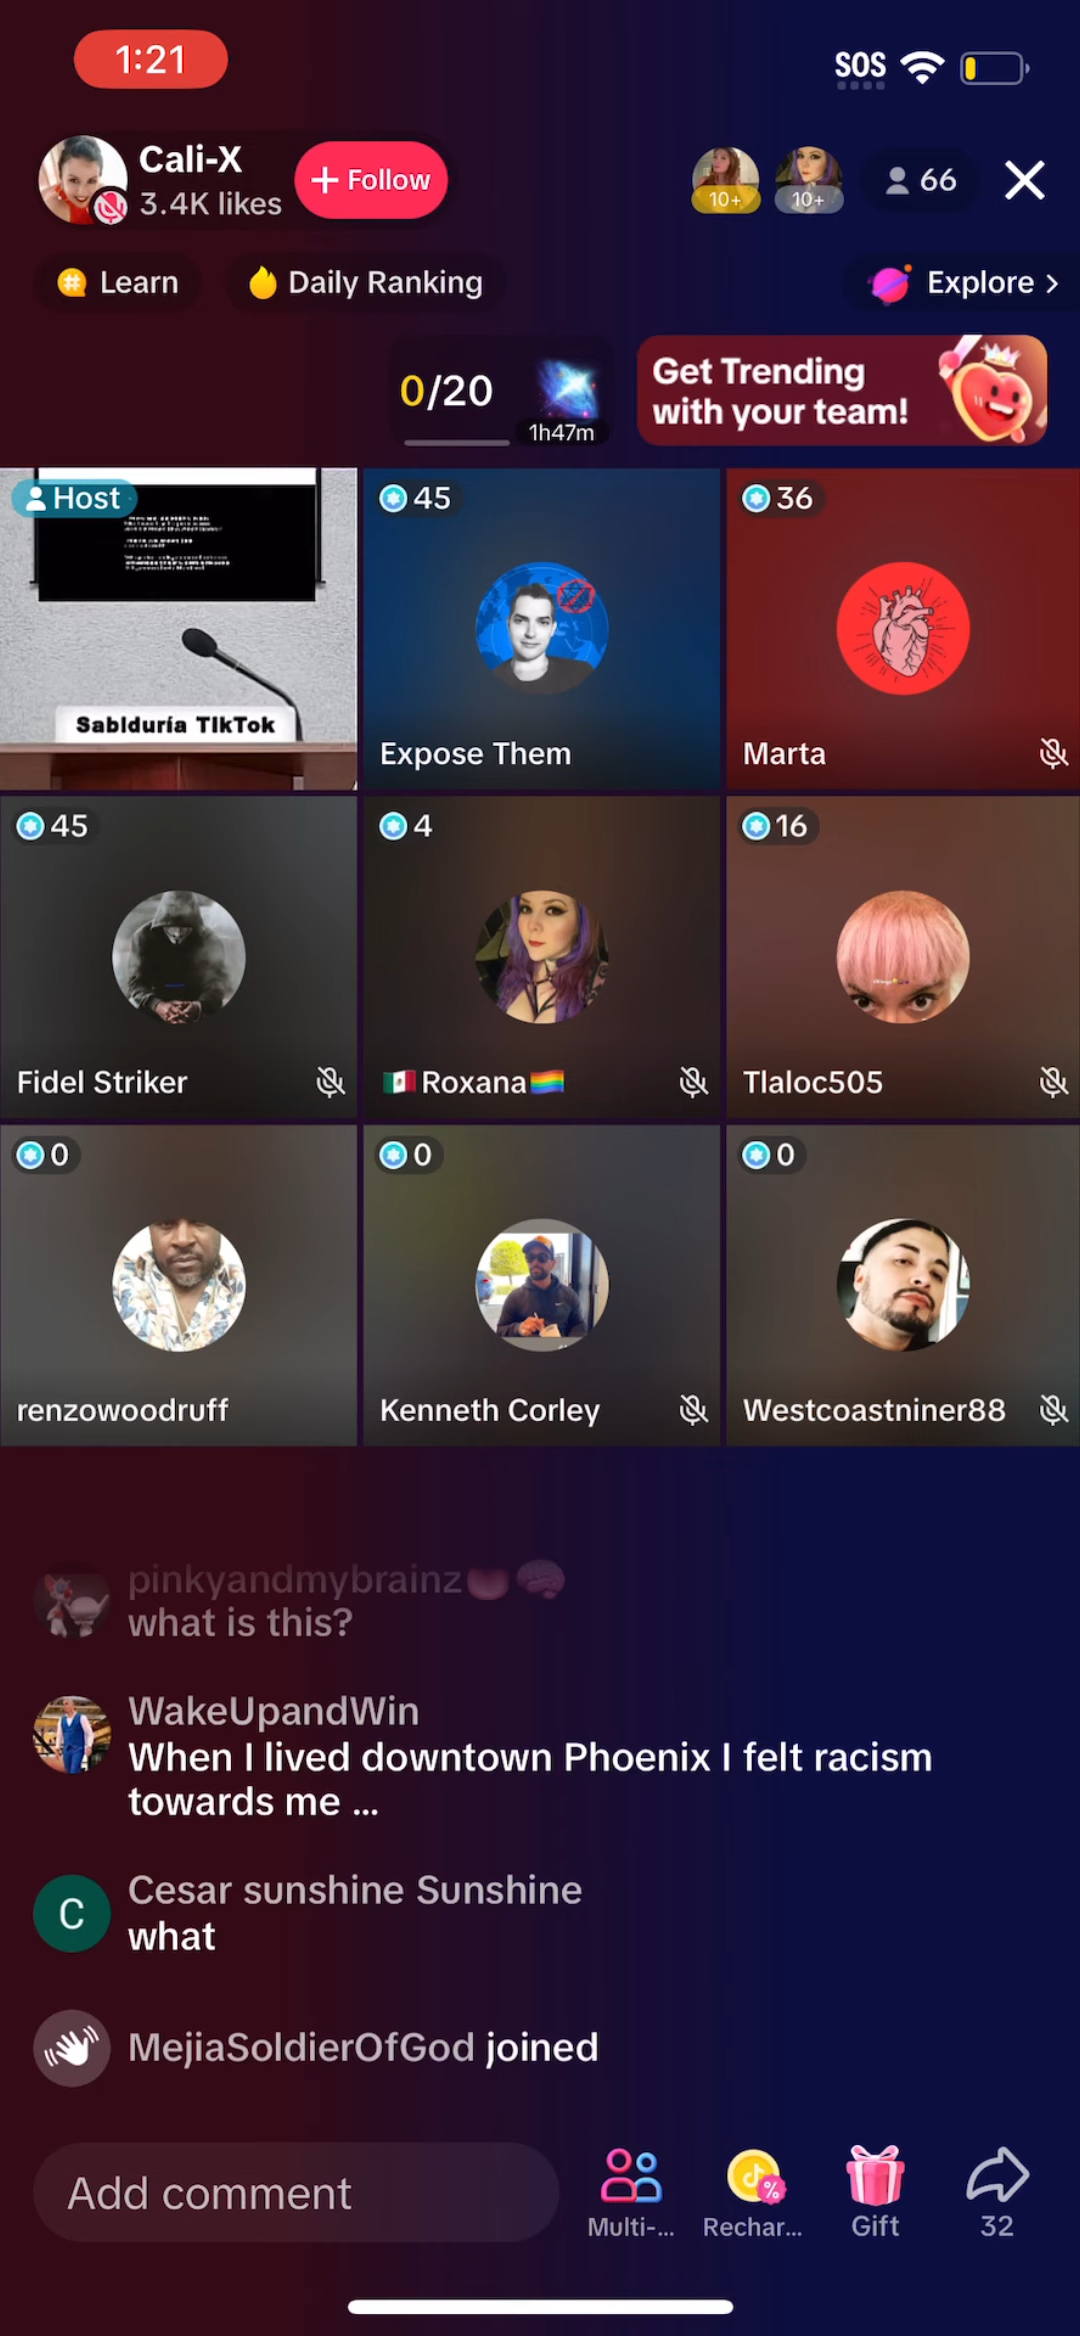 1:21
SOS
Cali-X
3.4K likes
+ Follow
10+
10+
66
Learn
Daily Ranking
Explore >
0/20
1h47m
Get Trending
with your team!
Host
Sabiduría TikTok
45
Expose Them
36
Marta
45
Fidel Striker
4
🇲🇽Roxana🏳️‍🌈
16
Tlaloc505
0
renzowoodruff
0
Kenneth Corley
0
Westcoastniner88
pinkyandmybrainz👅🧠
what is this?
WakeUpandWin
When I lived downtown Phoenix I felt racism
towards me ...
C
Cesar sunshine Sunshine
what
MejiaSoldierOfGod joined
Add comment
Multi-...
Rechar...
Gift
32